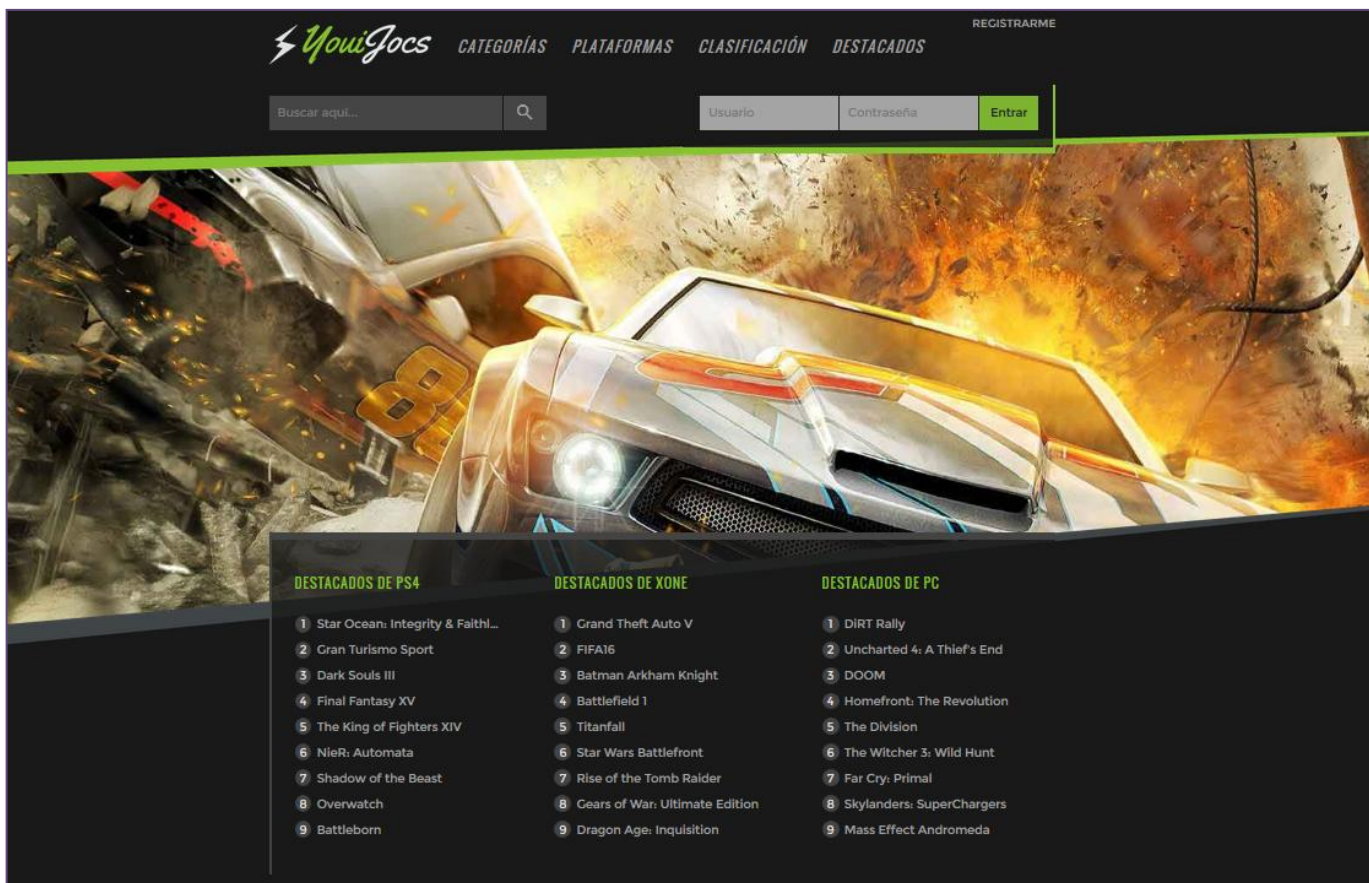 REGISTRARME
YouiJocs CATEGORÍAS PLATAFORMAS CLASIFICACIÓN DESTACADOS
Buscar aquí... Usuario Contraseña Entrar
DESTACADOS DE PS4
1 Star Ocean: Integrity & Faithl...
2 Gran Turismo Sport
3 Dark Souls III
4 Final Fantasy XV
5 The King of Fighters XIV
6 NieR: Automata
7 Shadow of the Beast
8 Overwatch
9 Battleborn
DESTACADOS DE XONE
1 Grand Theft Auto V
2 FIFA16
3 Batman Arkham Knight
4 Battlefield 1
5 Titanfall
6 Star Wars Battlefront
7 Rise of the Tomb Raider
8 Gears of War: Ultimate Edition
9 Dragon Age: Inquisition
DESTACADOS DE PC
1 DiRT Rally
2 Uncharted 4: A Thief's End
3 DOOM
4 Homefront: The Revolution
5 The Division
6 The Witcher 3: Wild Hunt
7 Far Cry: Primal
8 Skylanders: SuperChargers
9 Mass Effect Andromeda